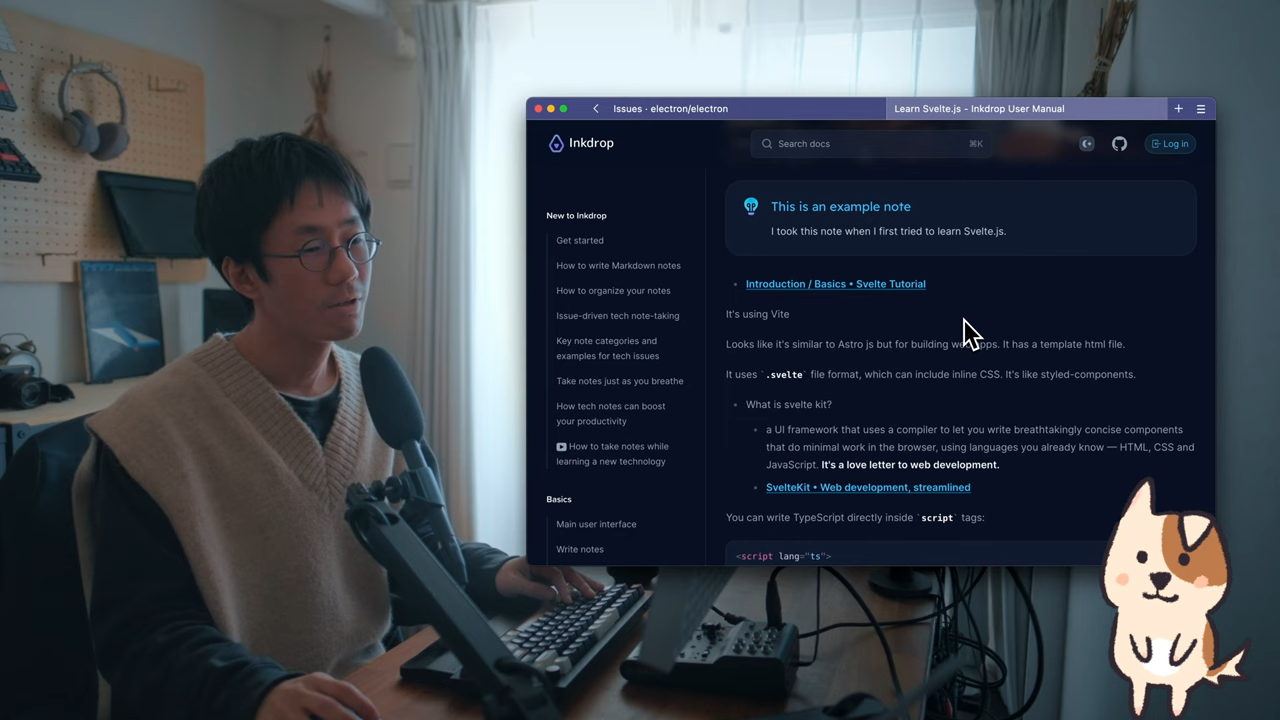 Issues · electron/electron
Learn Svelte.js - Inkdrop User Manual
Inkdrop
Search docs
⌘K
Log in
New to Inkdrop
Get started
How to write Markdown notes
How to organize your notes
Issue-driven tech note-taking
Key note categories and
examples for tech issues
Take notes just as you breathe
How tech notes can boost
your productivity
How to take notes while
learning a new technology
Basics
Main user interface
Write notes
This is an example note
I took this note when I first tried to learn Svelte.js.
Introduction / Basics • Svelte Tutorial
It's using Vite
Looks like it's similar to Astro js but for building apps. It has a template html file.
It uses `.svelte` file format, which can include inline CSS. It's like styled-components.
What is svelte kit?
a UI framework that uses a compiler to let you write breathtakingly concise components
that do minimal work in the browser, using languages you already know — HTML, CSS and
JavaScript. It's a love letter to web development.
SvelteKit • Web development, streamlined
You can write TypeScript directly inside `script` tags:
<script lang="ts">